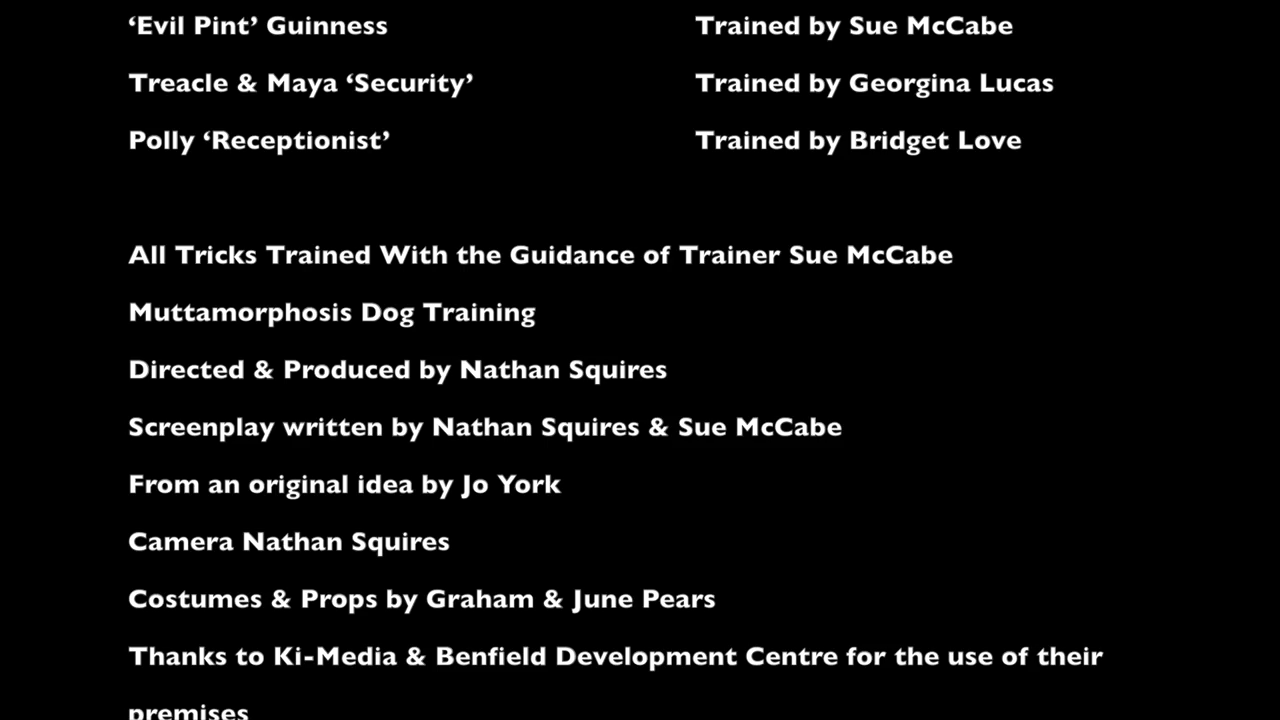 ‘Evil Pint’ Guinness Trained by Sue McCabe
Treacle & Maya ‘Security’ Trained by Georgina Lucas
Polly ‘Receptionist’ Trained by Bridget Love
All Tricks Trained With the Guidance of Trainer Sue McCabe
Muttamorphosis Dog Training
Directed & Produced by Nathan Squires
Screenplay written by Nathan Squires & Sue McCabe
From an original idea by Jo York
Camera Nathan Squires
Costumes & Props by Graham & June Pears
Thanks to Ki-Media & Benfield Development Centre for the use of their
premises